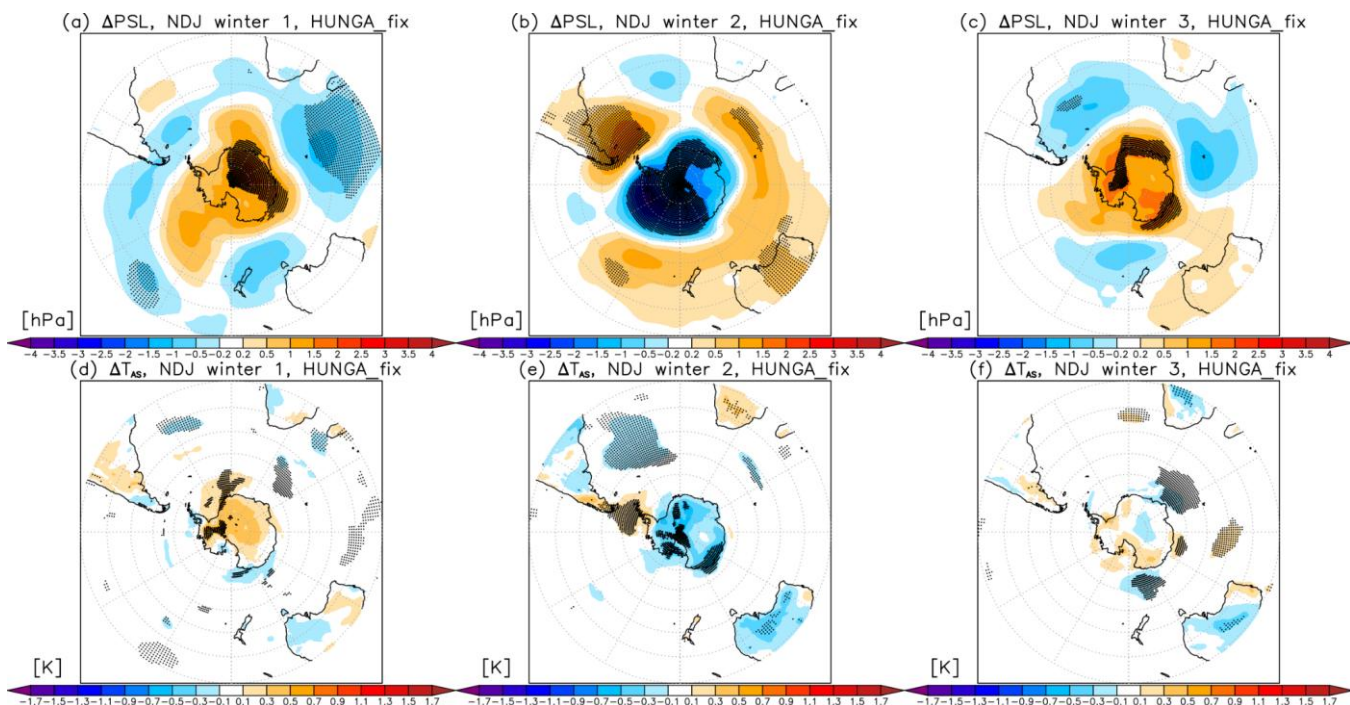 (a) ΔPSL, NDJ winter 1, HUNGA_fix
(b) ΔPSL, NDJ winter 2, HUNGA_fix
(c) ΔPSL, NDJ winter 3, HUNGA_fix
[hPa]
-4 -3.5 -3 -2.5 -2 -1.5 -1 -0.5 -0.2 0.2 0.5 1 1.5 2 2.5 3 3.5 4
[hPa]
-4 -3.5 -3 -2.5 -2 -1.5 -1 -0.5 -0.2 0.2 0.5 1 1.5 2 2.5 3 3.5 4
[hPa]
-4 -3.5 -3 -2.5 -2 -1.5 -1 -0.5 -0.2 0.2 0.5 1 1.5 2 2.5 3 3.5 4
(d) ΔTAS, NDJ winter 1, HUNGA_fix
(e) ΔTAS, NDJ winter 2, HUNGA_fix
(f) ΔTAS, NDJ winter 3, HUNGA_fix
[K]
-1.7 -1.5 -1.3 -1.1 -0.9 -0.7 -0.5 -0.3 -0.1 0.1 0.3 0.5 0.7 0.9 1.1 1.3 1.5 1.7
[K]
-1.7 -1.5 -1.3 -1.1 -0.9 -0.7 -0.5 -0.3 -0.1 0.1 0.3 0.5 0.7 0.9 1.1 1.3 1.5 1.7
[K]
-1.7 -1.5 -1.3 -1.1 -0.9 -0.7 -0.5 -0.3 -0.1 0.1 0.3 0.5 0.7 0.9 1.1 1.3 1.5 1.7